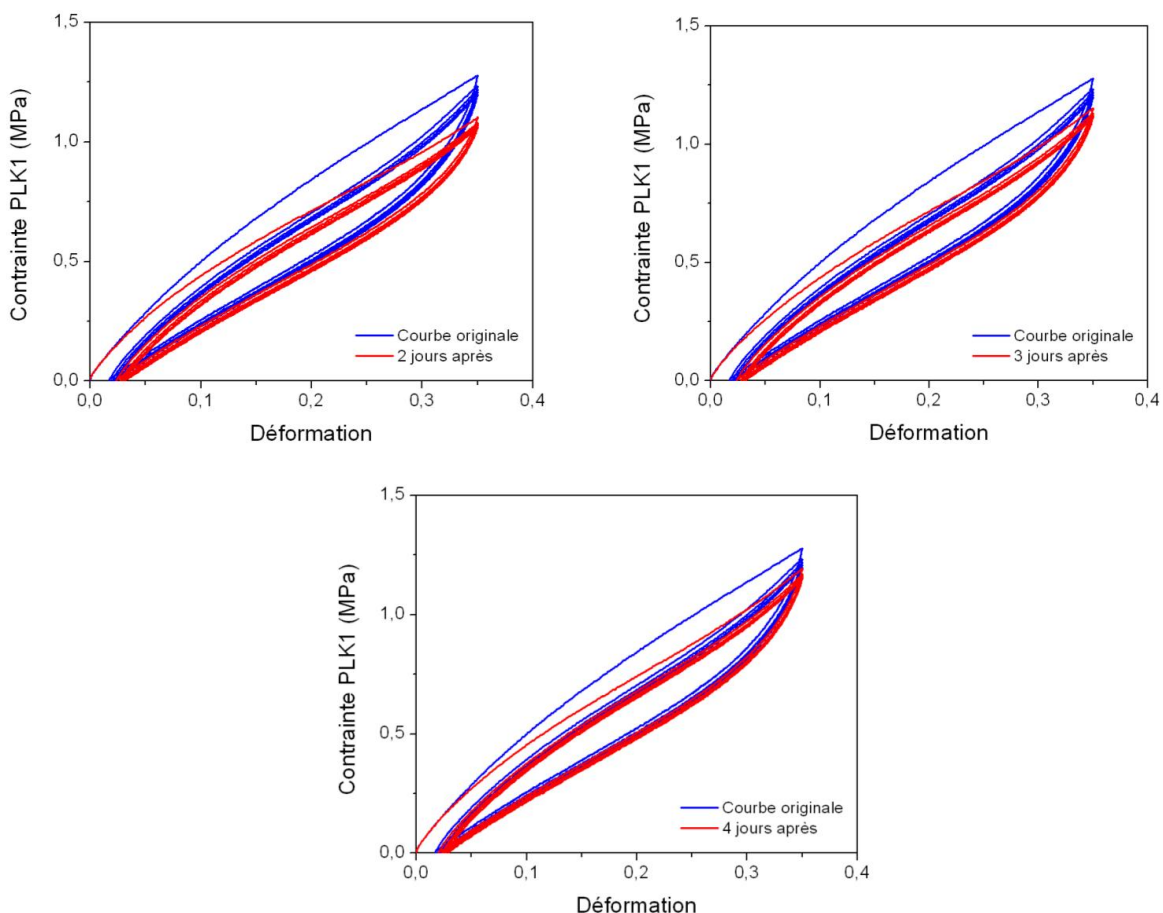 1,5
1,0
0,5
0,0
Contrainte PLK1 (MPa)
Courbe originale
2 jours après
0,0 0,1 0,2 0,3 0,4
Déformation
1,5
1,0
0,5
0,0
Contrainte PLK1 (MPa)
Courbe originale
3 jours après
0,0 0,1 0,2 0,3 0,4
Déformation
1,5
1,0
0,5
0,0
Contrainte PLK1 (MPa)
Courbe originale
4 jours après
0,0 0,1 0,2 0,3 0,4
Déformation